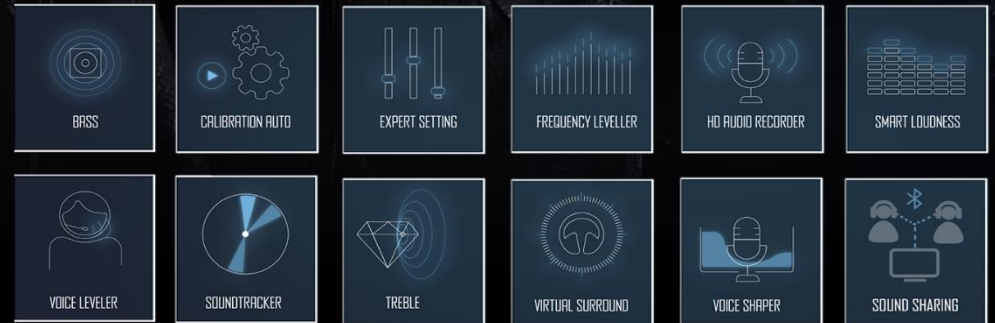 BASS
CALIBRATION AUTO
EXPERT SETTING
FREQUENCY LEVELLER
HD AUDIO RECORDER
SMART LOUDNESS
VOICE LEVELER
SOUNDTRACKER
TREBLE
VIRTUAL SURROUND
VOICE SHAPER
SOUND SHARING